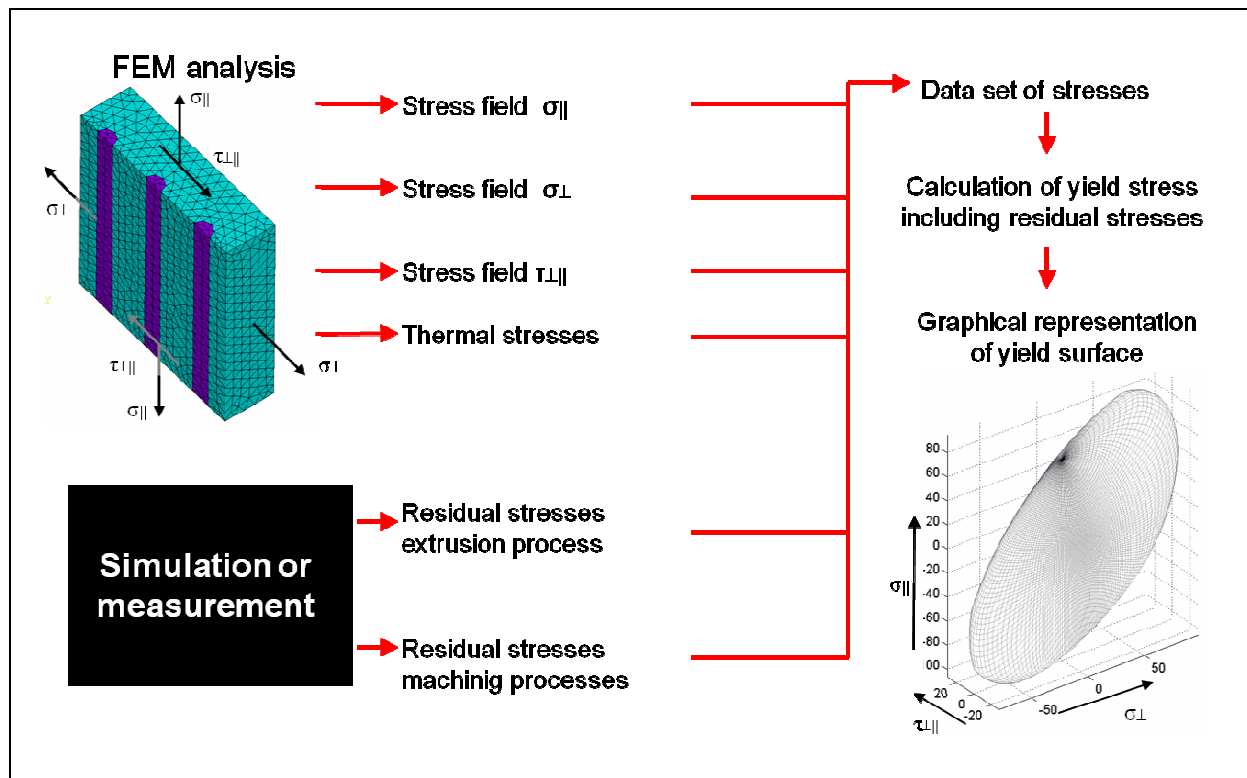 FEM analysis
σ||
τ⊥||
σ⊥
Y
τ⊥||
σ||
σ⊥
Stress field σ||
Stress field σ⊥
Stress field τ⊥||
Thermal stresses
Simulation or
measurement
Residual stresses
extrusion process
Residual stresses
machinig processes
Data set of stresses
Calculation of yield stress
including residual stresses
Graphical representation
of yield surface
80
60
40
20
0
-20
-40
-60
-80
100
σ||
20
0
-20
τ⊥||
-50
0
50
σ⊥